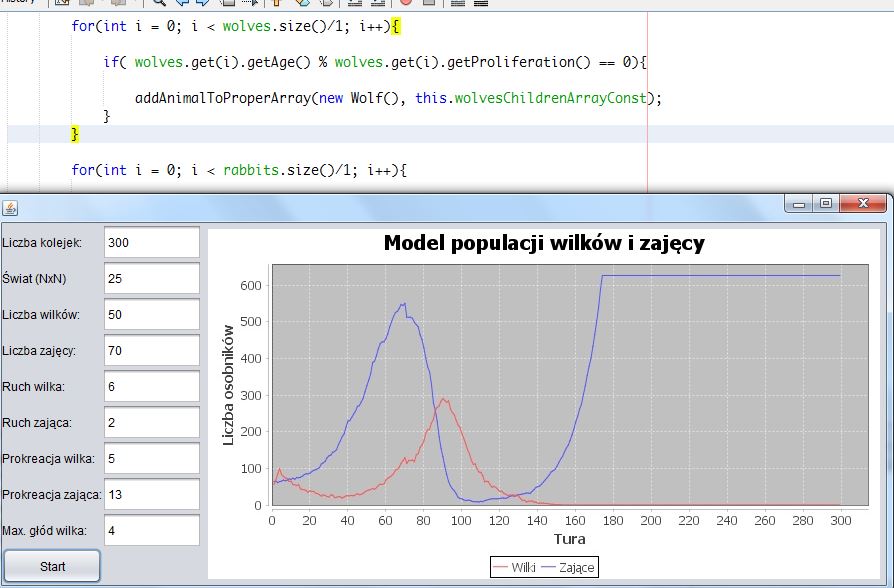 for(int i = 0; i < wolves.size()/1; i++){
if( wolves.get(i).getAge() % wolves.get(i).getProliferation() == 0){
addAnimalToProperArray(new Wolf(), this.wolvesChildrenArrayConst);
}
}
for(int i = 0; i < rabbits.size()/1; i++){
Liczba kolejek: 300
Świat (NxN) 25
Liczba wilków: 50
Liczba zajęcy: 70
Ruch wilka: 6
Ruch zająca: 2
Prokreacja wilka: 5
Prokreacja zająca: 13
Max. głód wilka: 4
Start
Model populacji wilków i zajęcy
Liczba osobników
600
500
400
300
200
100
0
0 20 40 60 80 100 120 140 160 180 200 220 240 260 280 300
Tura
Wilki Zające